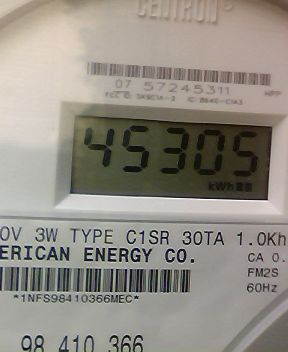 CENTRON®
07 57245311
45305
kWh
0V 3W TYPE C1SR 30TA 1.0Kh
ERICAN ENERGY CO.
CA 0.
FM2S
*1NFS98410366MEC*
60Hz
98 410 366